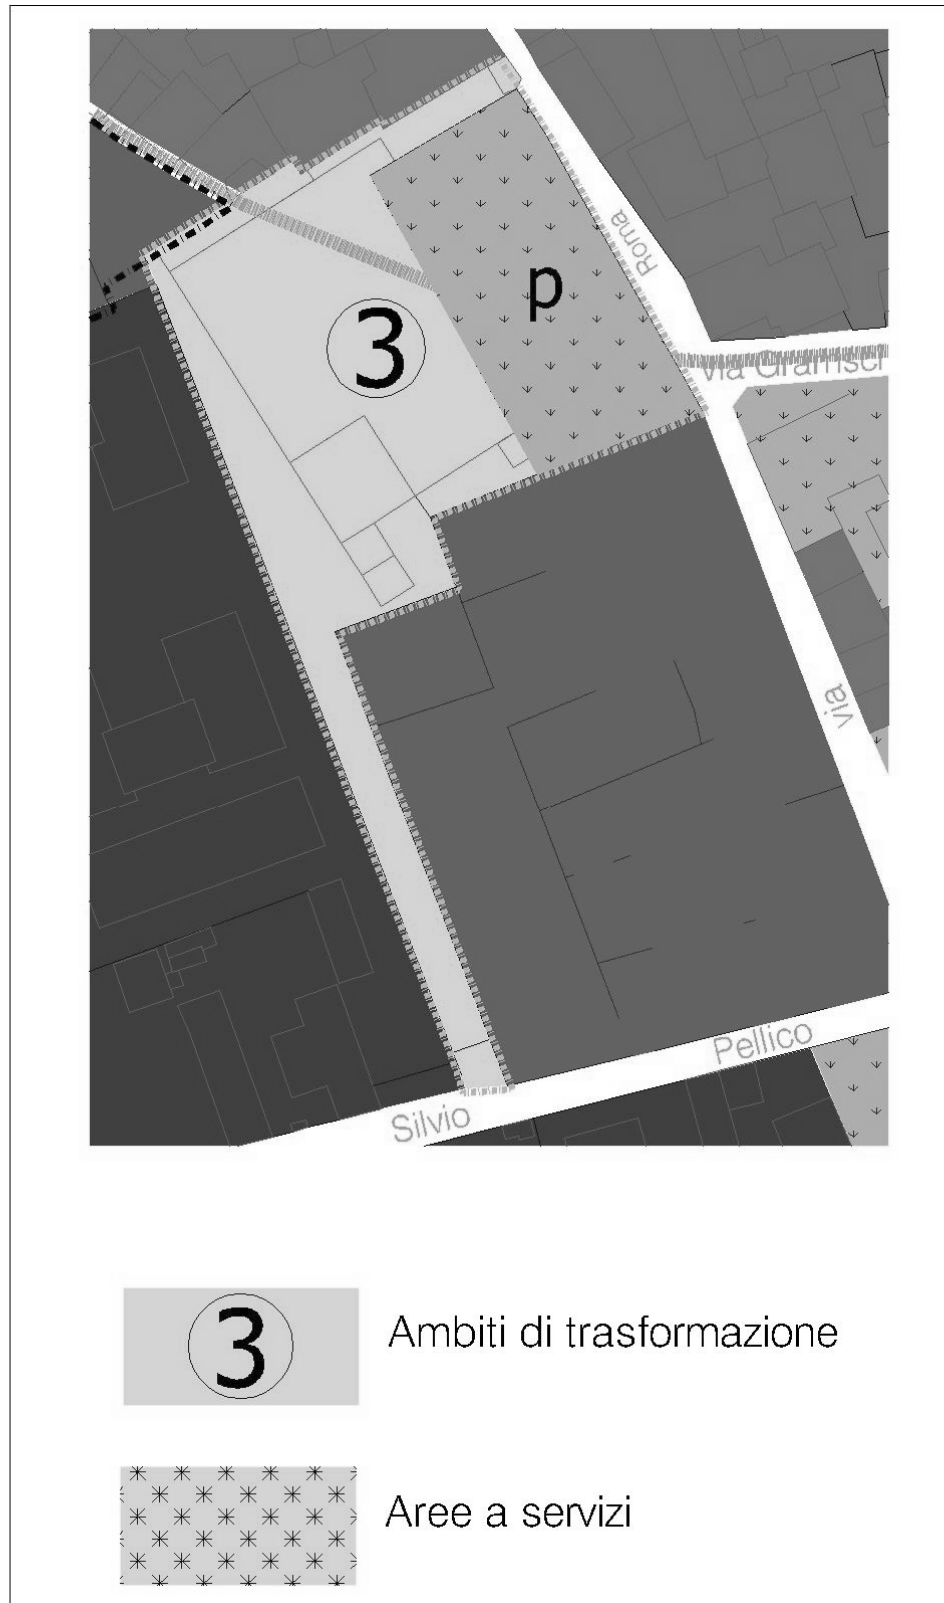 Roma
p
3
via Gramsci
via
Pellico
Silvio
3
Ambiti di trasformazione
Aree a servizi